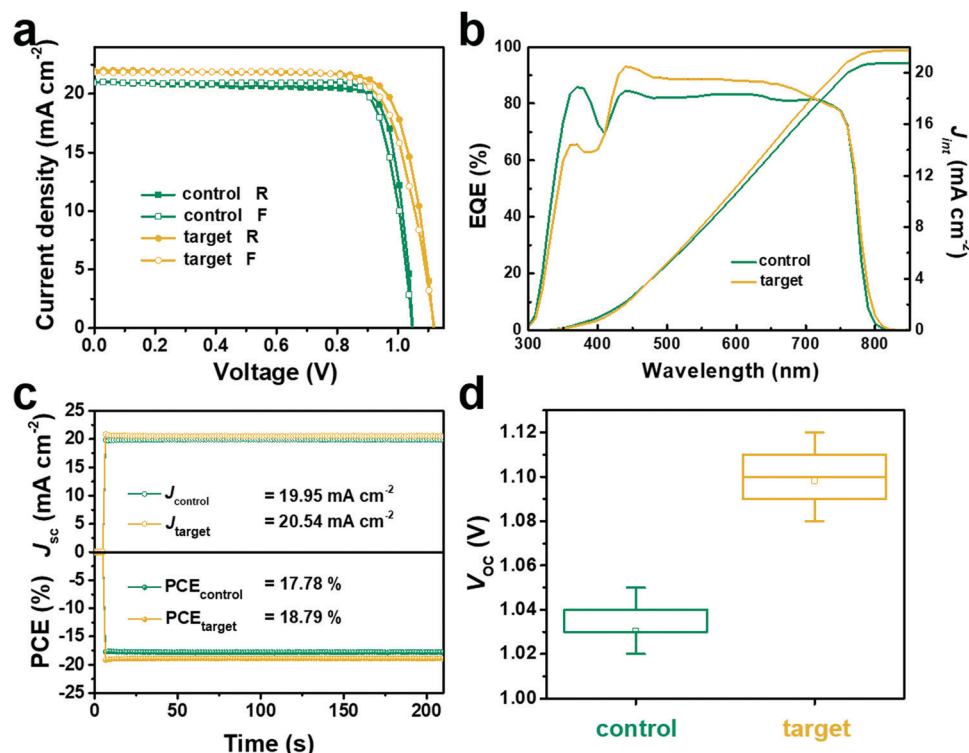 a
Current density (mA cm-2)
20
15
10
5
0
control R
control F
target R
target F
0.0 0.2 0.4 0.6 0.8 1.0
Voltage (V)
b
EQE (%)
100
80
60
40
20
0
control
target
20
16
12
8
4
0
Jint (mA cm-2)
300 400 500 600 700 800
Wavelength (nm)
c
Jsc (mA cm-2)
25
20
15
10
5
0
Jcontrol = 19.95 mA cm-2
Jtarget = 20.54 mA cm-2
PCE (%)
-5
-10
-15
-20
-25
PCEcontrol = 17.78 %
PCEtarget = 18.79 %
0 50 100 150 200
Time (s)
d
VOC (V)
1.12
1.10
1.08
1.06
1.04
1.02
1.00
control target